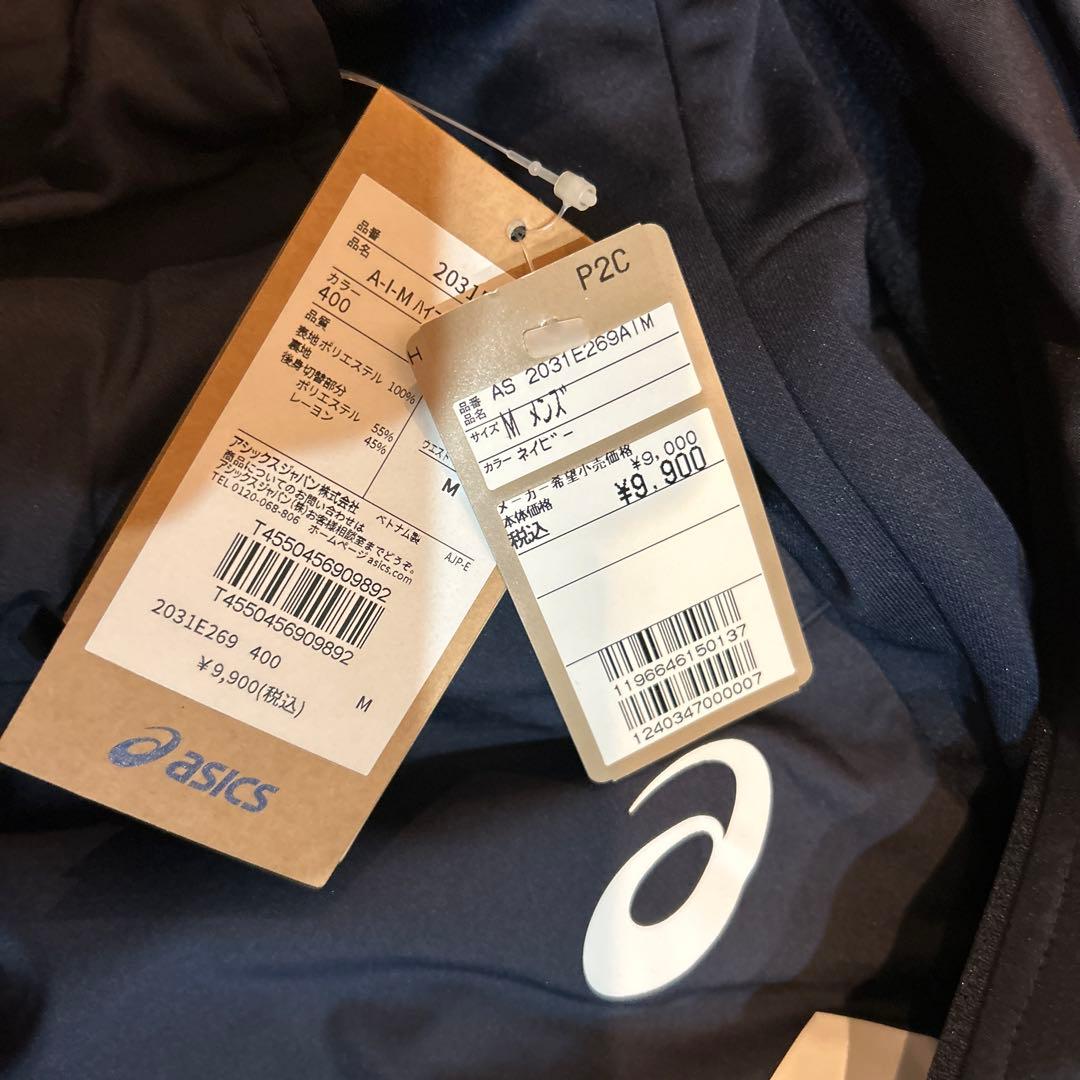 品番 2031
品名
A-I-M ハイ
カラー
400
品質
表地 ポリエステル 100%
裏地
後身切替部分
ポリエステル 55%
レーヨン 45%
ウエスト
M
アシックスジャパン株式会社 ベトナム製
商品についてのお問い合わせは
アシックスジャパン(株)お客様相談室までどうぞ。
TEL 0120-068-806 ホームページ asics.com
AJP-E
T4550456909892
T4550456909892
2031E269 400
¥9,900(税込) M
asics
P2C
品番 AS 2031E269AIM
品名
サイズ M メンズ
カラー ネイビー
メーカー希望小売価格
本体価格 ¥9,000
税込 ¥9,900
1196646150137
1240347000007